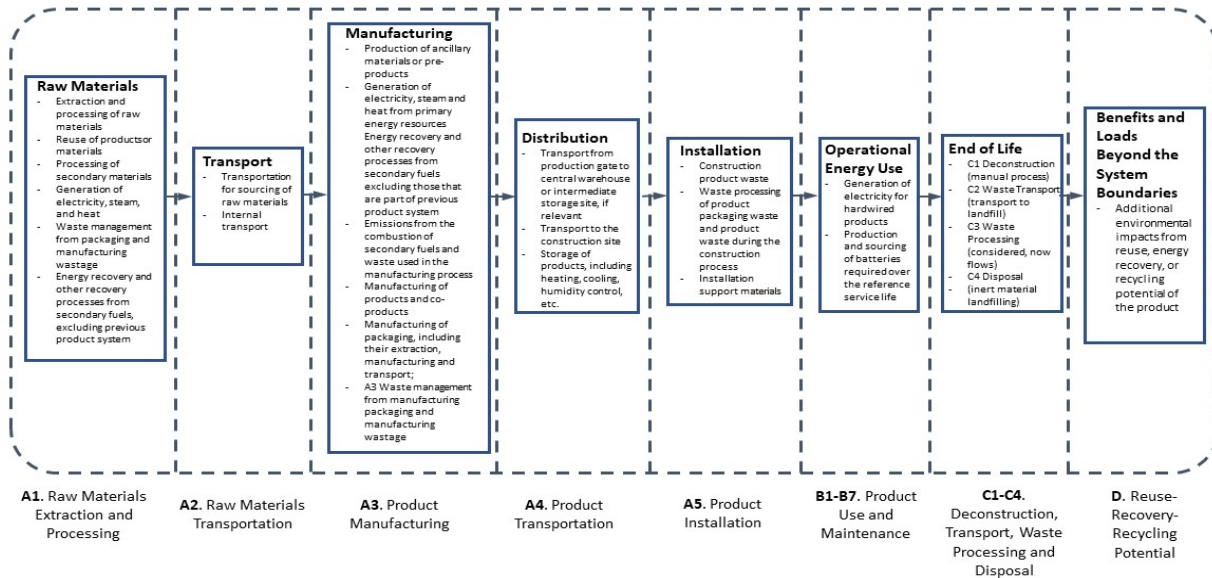 Raw Materials
- Extraction and
processing of raw
materials
- Reuse of productsor
materials
- Processing of
secondary materials
- Generation of
electricity, steam,
and heat
- Waste management
from packaging and
manufacturing
wastage
- Energy recovery and
other recovery
processes from
secondary fuels,
excluding previous
product system
Transport
- Transportation
for sourcing of
raw materials
- Internal
transport
Manufacturing
- Production of ancillary
materials or pre-
products
- Generation of
electricity, steam and
heat from primary
energy resources
Energy recovery and
other recovery
processes from
secondary fuels
excluding those that
are part of previous
product system
- Emissions from the
combustion of
secondary fuels and
waste used in the
manufacturing process
- Manufacturing of
products and co-
products
- Manufacturing of
packaging, including
their extraction,
manufacturing and
transport;
- A3 Waste management
from manufacturing
packaging and
manufacturing
wastage
Distribution
- Transport from
production gate to
central warehouse
or intermediate
storage site, if
relevant
- Transport to the
construction site
- Storage of
products, including
heating, cooling,
humidity control,
etc.
Installation
- Construction
product waste
- Waste processing
of product
packaging waste
and product
waste during the
construction
process
- Installation
support materials
Operational
Energy Use
- Generation of
electricity for
hardwired
products
- Production
and sourcing
of batteries
required over
the reference
service life
End of Life
- C1 Deconstruction
(manual process)
- C2 Waste Transport
(transport to
landfill)
- C3 Waste
Processing
(considered, now
flows)
- C4 Disposal
(inert material
landfilling)
Benefits and
Loads
Beyond the
System
Boundaries
- Additional
environmental
impacts from
reuse, energy
recovery, or
recycling
potential of
the product
A1. Raw Materials
Extraction and
Processing
A2. Raw Materials
Transportation
A3. Product
Manufacturing
A4. Product
Transportation
A5. Product
Installation
B1-B7. Product
Use and
Maintenance
C1-C4.
Deconstruction,
Transport, Waste
Processing and
Disposal
D. Reuse-
Recovery-
Recycling
Potential